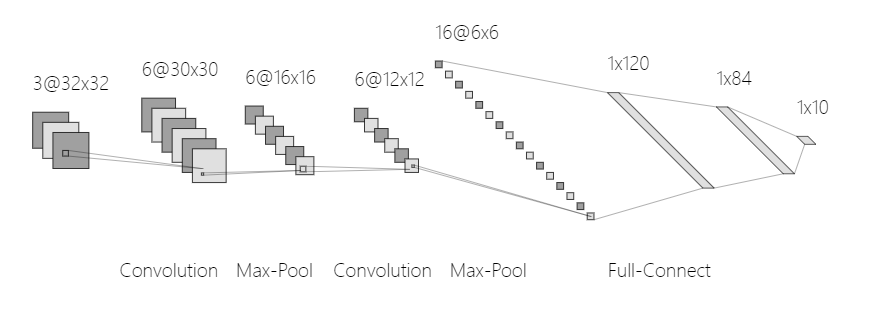 16@6x6
3@32x32
6@30x30
6@16x16
6@12x12
1x120
1x84
1x10
Convolution
Max-Pool
Convolution
Max-Pool
Full-Connect